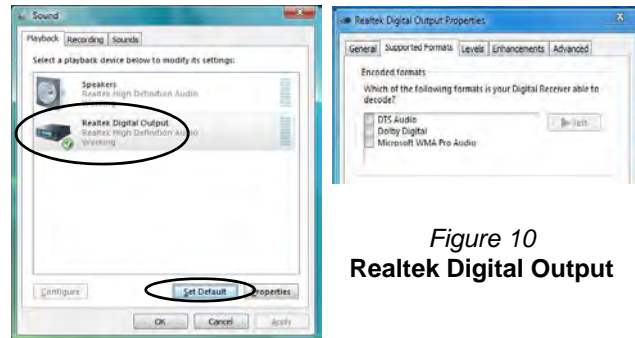 Sound
Playback Recording Sounds
Select a playback device below to modify its settings:
Speakers
Realtek High Definition Audio
Working
Realtek Digital Output
Realtek High Definition Audio
Working
Configure Set Default Properties
OK Cancel Apply
Realtek Digital Output Properties
General Supported Formats Levels Enhancements Advanced
Encoded formats
Which of the following formats is your Digital Receiver able to
decode?
DTS Audio
Dolby Digital
Microsoft WMA Pro Audio
Test
Figure 10
Realtek Digital Output